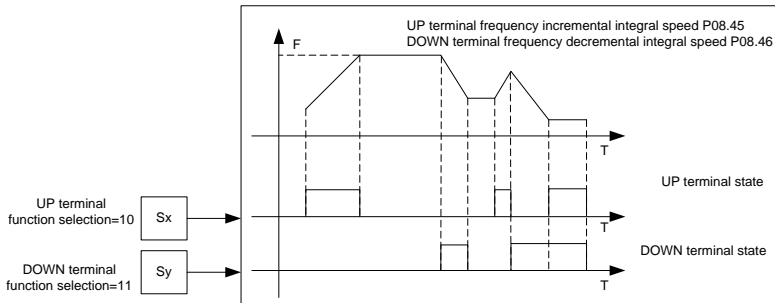 UP terminal frequency incremental integral speed P08.45
DOWN terminal frequency decremental integral speed P08.46
F
T
UP terminal state
UP terminal
function selection=10
Sx
T
DOWN terminal state
DOWN terminal
function selection=11
Sy
T